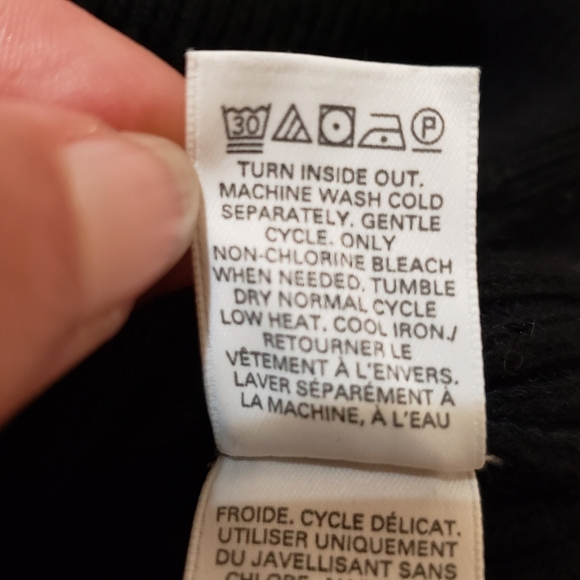 30 P
TURN INSIDE OUT.
MACHINE WASH COLD
SEPARATELY. GENTLE
CYCLE. ONLY
NON-CHLORINE BLEACH
WHEN NEEDED. TUMBLE
DRY NORMAL CYCLE
LOW HEAT. COOL IRON./
RETOURNER LE
VÊTEMENT À L'ENVERS.
LAVER SÉPARÉMENT À
LA MACHINE, À L'EAU
FROIDE. CYCLE DÉLICAT.
UTILISER UNIQUEMENT
DU JAVELLISANT SANS